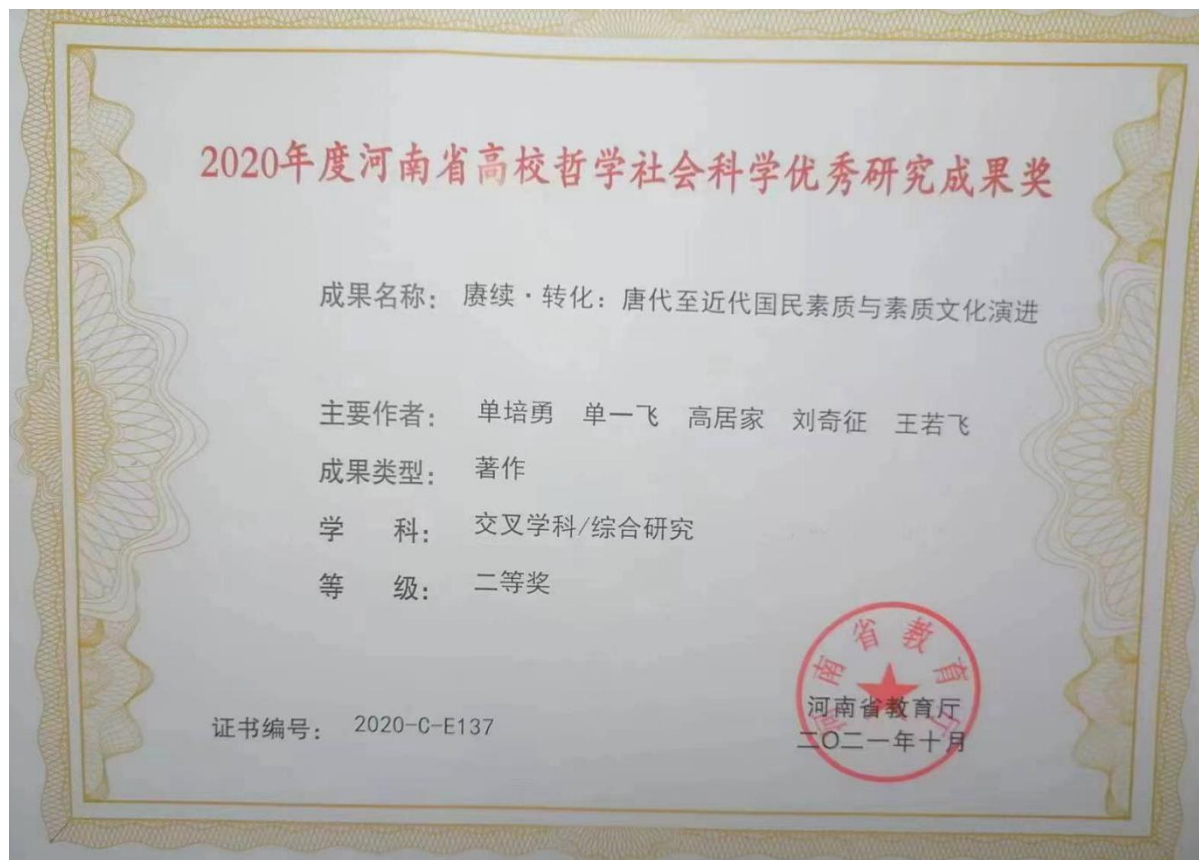 2020年度河南省高校哲学社会科学优秀研究成果奖
成果名称：赓续·转化：唐代至近代国民素质与素质文化演进
主要作者：单培勇 单一飞 高居家 刘奇征 王若飞
成果类型：著作
学 科：交叉学科/综合研究
等 级：二等奖
证书编号：2020-C-E137
河南省教育厅
河南省教育厅
二〇二一年十月